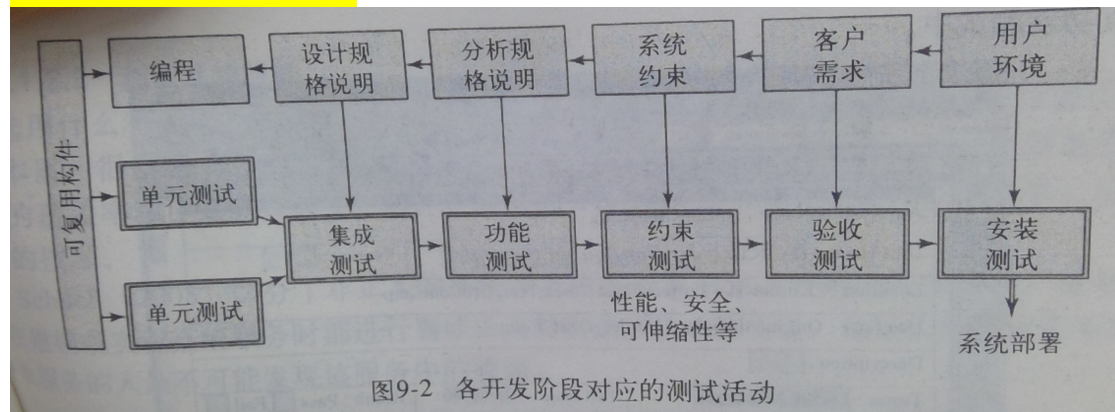 可复用构件
编程
设计规
格说明
分析规
格说明
系统
约束
客户
需求
用户
环境
单元测试
单元测试
集成
测试
功能
测试
约束
测试
验收
测试
安装
测试
性能、安全、
可伸缩性等
系统部署
图9-2 各开发阶段对应的测试活动